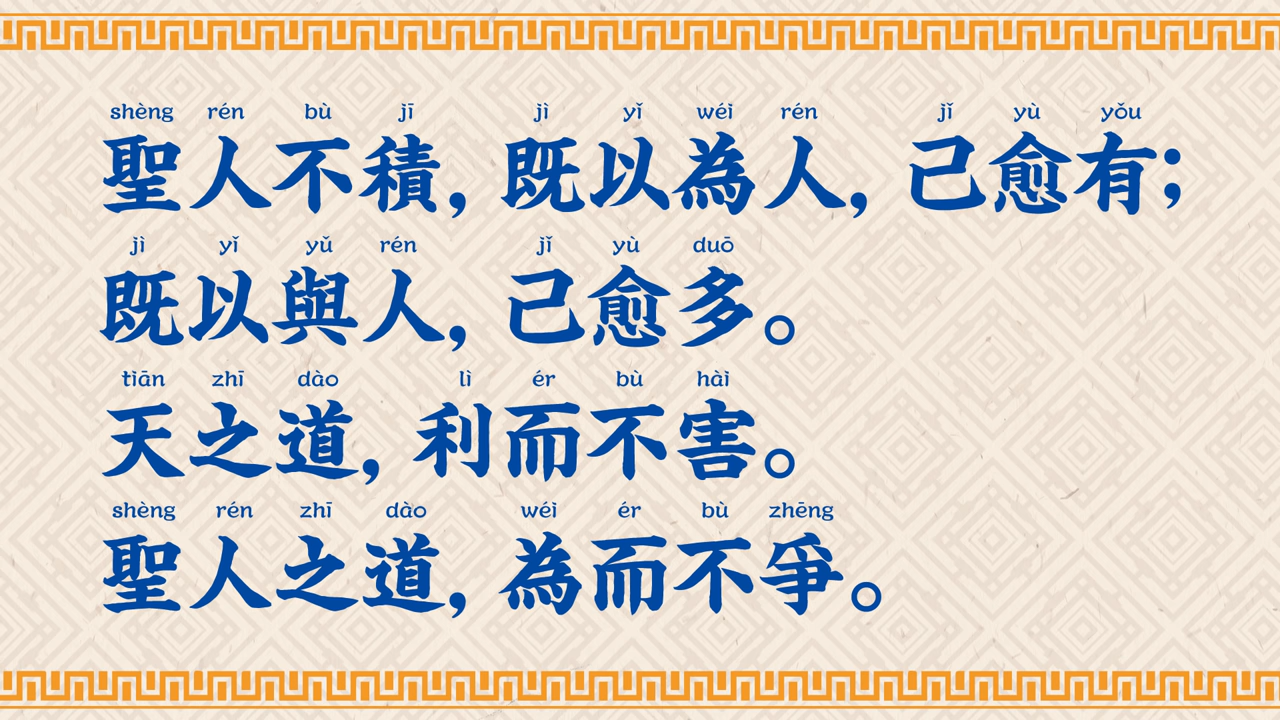 shèng rén bù jī jì yǐ wéi rén jǐ yù yǒu
聖人不積, 既以為人, 己愈有;
jì yǐ yǔ rén jǐ yù duō
既以與人, 己愈多。
tiān zhī dào lì ér bù hài
天之道, 利而不害。
shèng rén zhī dào wéi ér bù zhēng
聖人之道, 為而不爭。